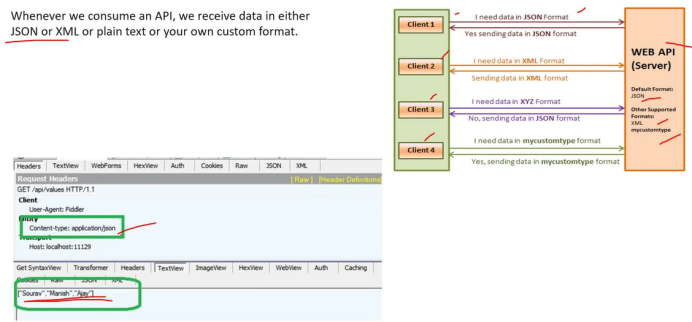 Whenever we consume an API, we receive data in either
JSON or XML or plain text or your own custom format.
Client 1
I need data in JSON Format
Yes sending data in JSON format
Client 2
I need data in XML Format
Sending data in XML format
Client 3
I need data in XYZ Format
No, sending data in JSON format
Client 4
I need data in mycustomtype format
Yes, sending data in mycustomtype format
WEB API
(Server)
Default Format:
JSON
Other Supported
Formats:
XML
mycustomtype
Headers TextView WebForms HexView Auth Cookies Raw JSON XML
Request Headers [Raw] [Header Definitions
GET /api/values HTTP/1.1
Client
User-Agent: Fiddler
Entity
Content-type: application/json
Transport
Host: localhost:11129
Get SyntaxView Transformer Headers TextView ImageView HexView WebView Auth Caching
Cookies Raw JSON XML
["Sourav","Manish","Ajay"]